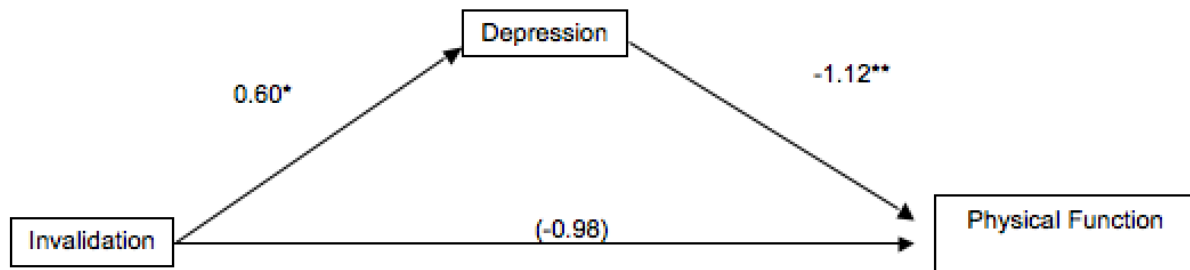 Depression
0.60*
-1.12**
Invalidation
(-0.98)
Physical Function